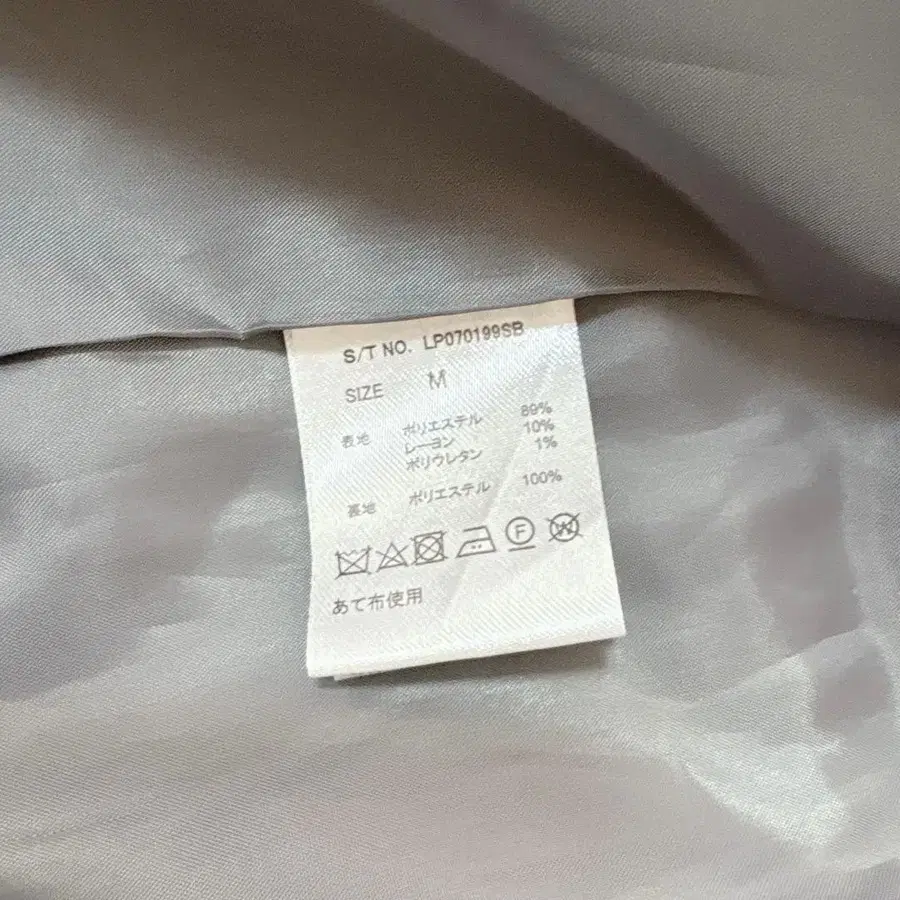 S/T NO. LP070199SB
SIZE M
表地 ポリエステル 89%
レーヨン 10%
ポリウレタン 1%
裏地 ポリエステル 100%
F W
あて布使用